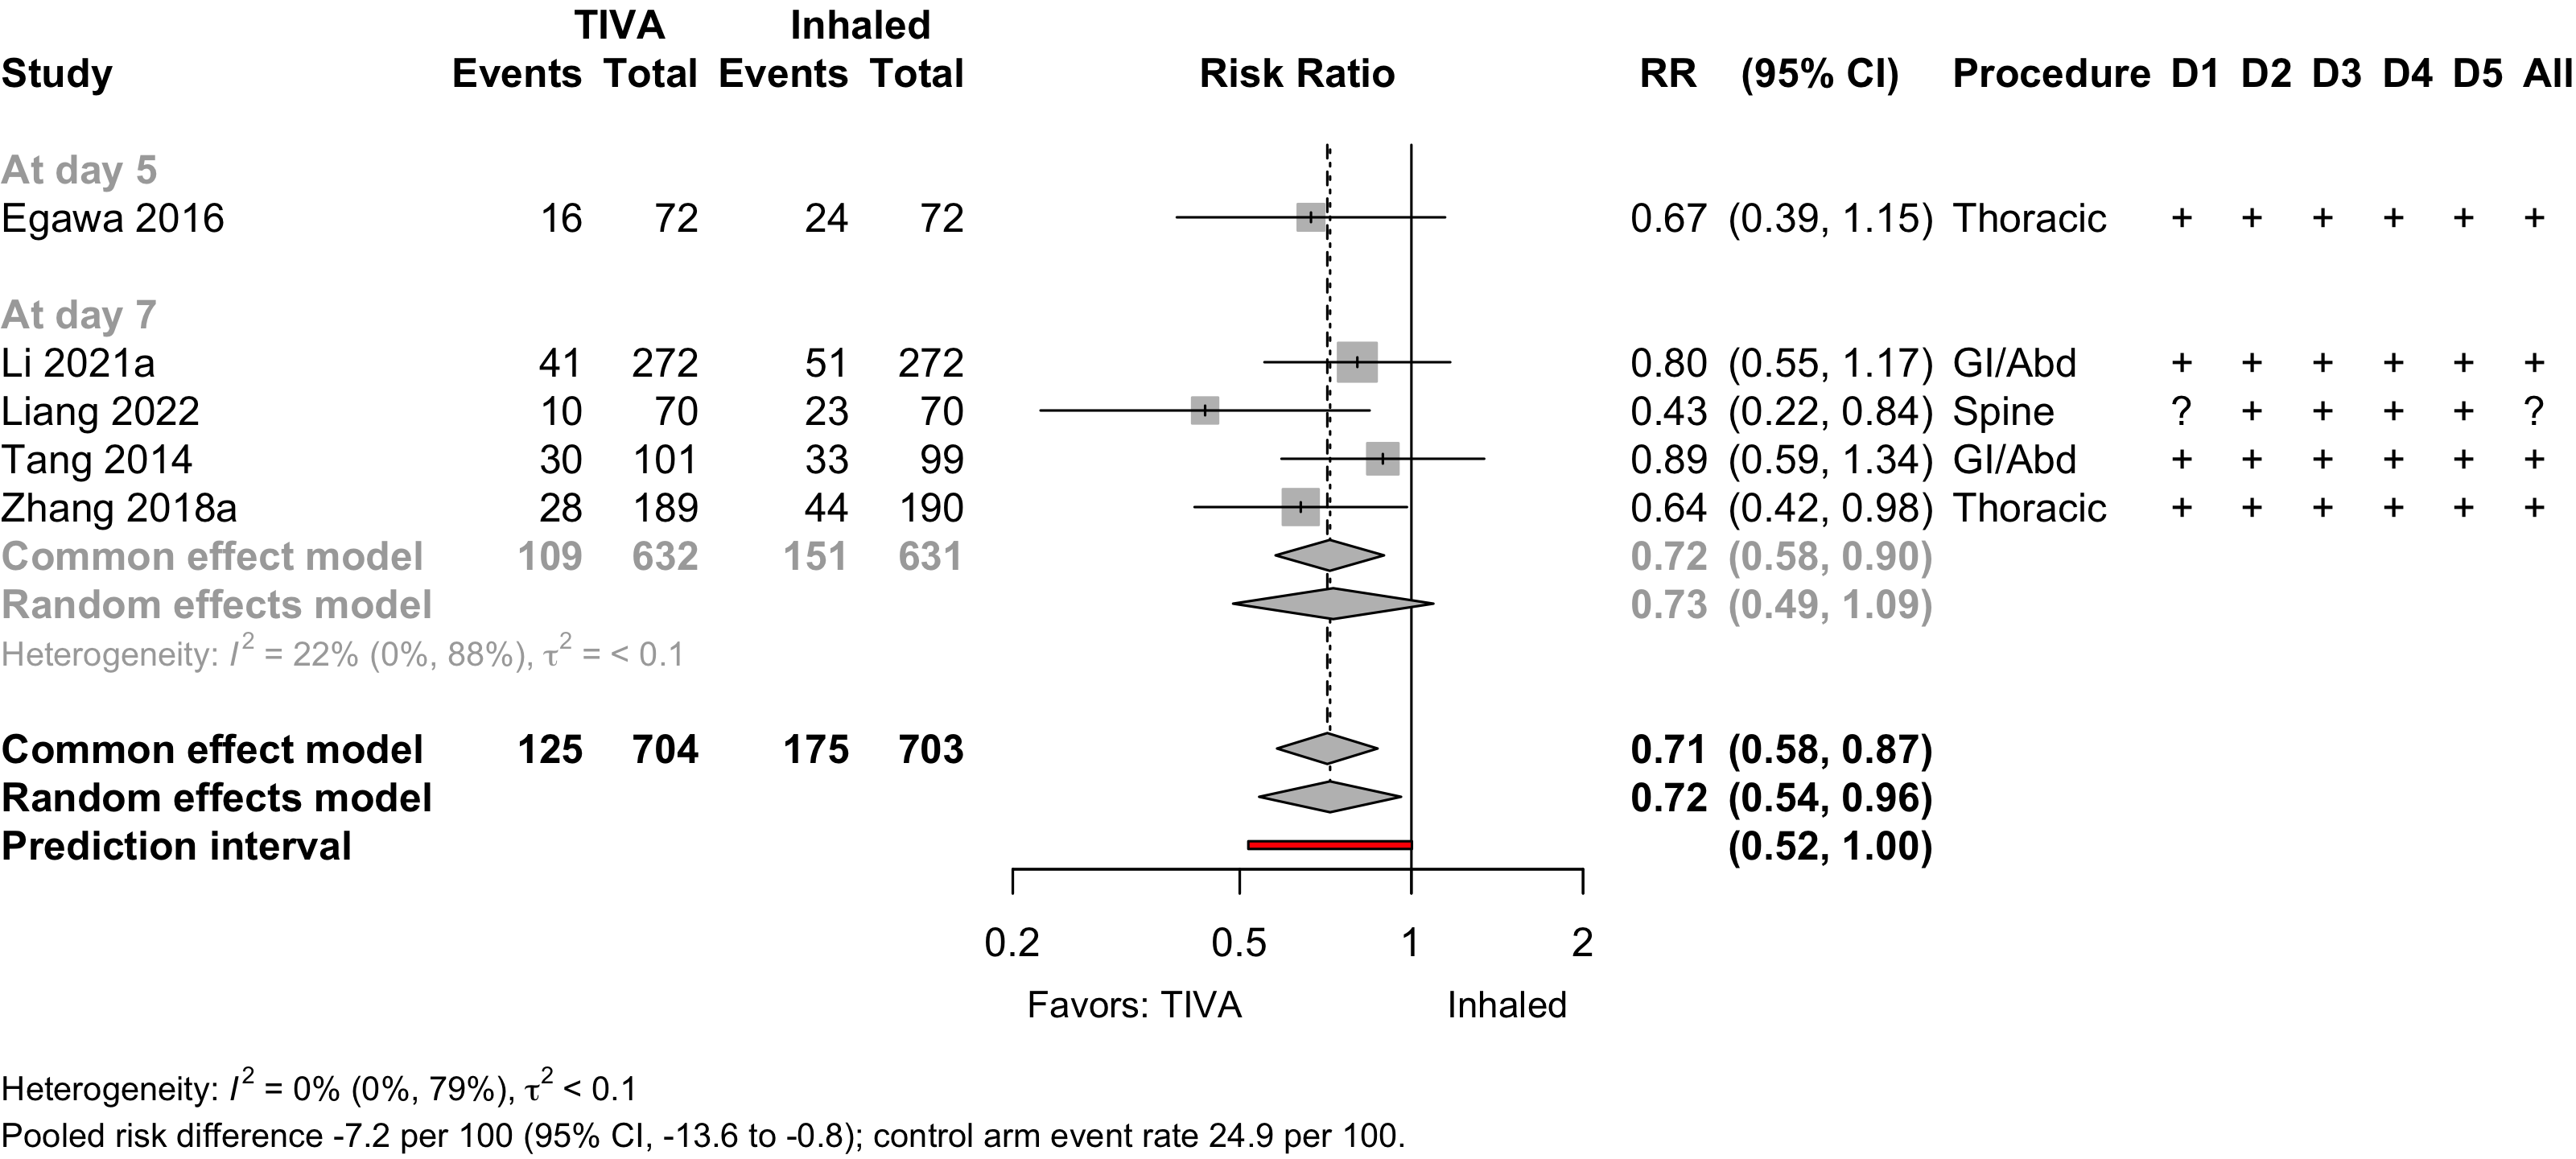 TIVA Inhaled
Study Events Total Events Total Risk Ratio RR (95% CI) Procedure D1 D2 D3 D4 D5 All
At day 5
Egawa 2016 16 72 24 72 0.67 (0.39, 1.15) Thoracic + + + + + +
At day 7
Li 2021a 41 272 51 272 0.80 (0.55, 1.17) GI/Abd + + + + + +
Liang 2022 10 70 23 70 0.43 (0.22, 0.84) Spine ? + + + + ?
Tang 2014 30 101 33 99 0.89 (0.59, 1.34) GI/Abd + + + + + +
Zhang 2018a 28 189 44 190 0.64 (0.42, 0.98) Thoracic + + + + + +
Common effect model 109 632 151 631 0.72 (0.58, 0.90)
Random effects model 0.73 (0.49, 1.09)
Heterogeneity: I² = 22% (0%, 88%), τ² = < 0.1
Common effect model 125 704 175 703 0.71 (0.58, 0.87)
Random effects model 0.72 (0.54, 0.96)
Prediction interval (0.52, 1.00)
0.2 0.5 1 2
Favors: TIVA Inhaled
Heterogeneity: I² = 0% (0%, 79%), τ² < 0.1
Pooled risk difference -7.2 per 100 (95% CI, -13.6 to -0.8); control arm event rate 24.9 per 100.